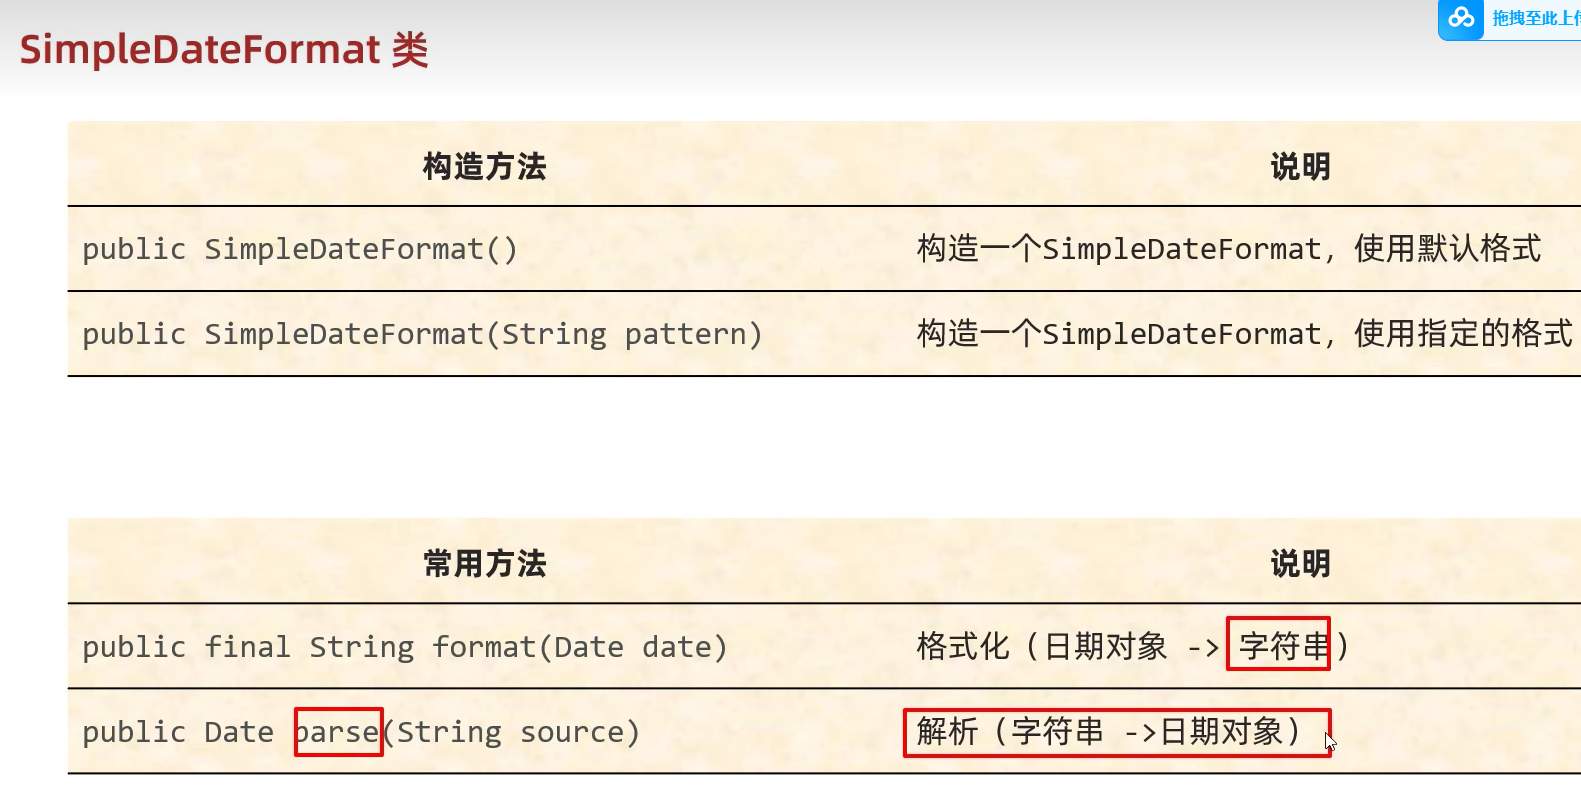 拖拽至此上传
SimpleDateFormat 类
构造方法 说明
public SimpleDateFormat() 构造一个SimpleDateFormat，使用默认格式
public SimpleDateFormat(String pattern) 构造一个SimpleDateFormat，使用指定的格式
常用方法 说明
public final String format(Date date) 格式化（日期对象 -> 字符串）
public Date parse(String source) 解析（字符串 ->日期对象）